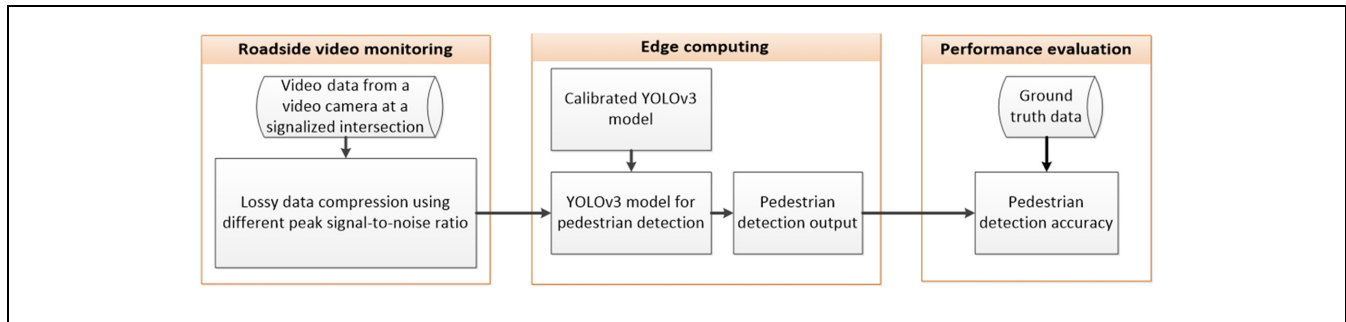 Roadside video monitoring
Video data from a
video camera at a
signalized intersection
Lossy data compression using
different peak signal-to-noise ratio
Edge computing
Calibrated YOLOv3
model
YOLOv3 model for
pedestrian detection
Pedestrian
detection output
Performance evaluation
Ground
truth data
Pedestrian
detection accuracy